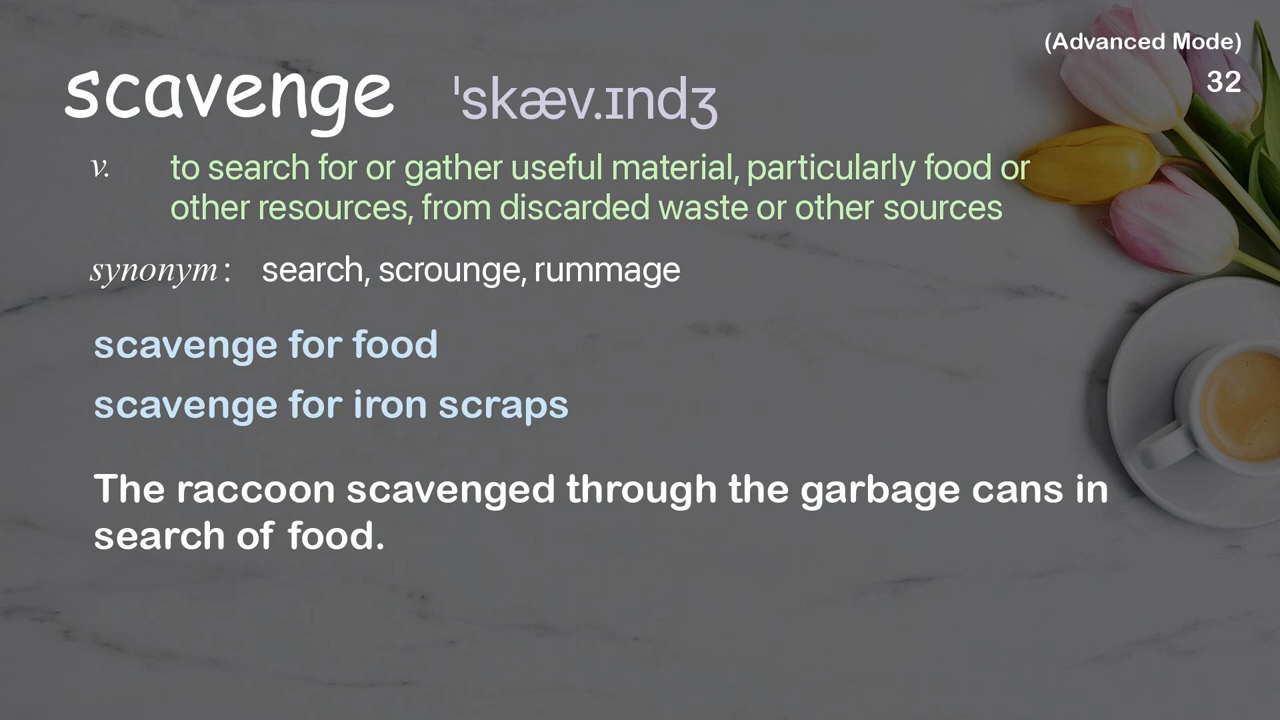 (Advanced Mode)
32
scavenge ˈskæv.ɪndʒ
v. to search for or gather useful material, particularly food or
other resources, from discarded waste or other sources
synonym: search, scrounge, rummage
scavenge for food
scavenge for iron scraps
The raccoon scavenged through the garbage cans in
search of food.